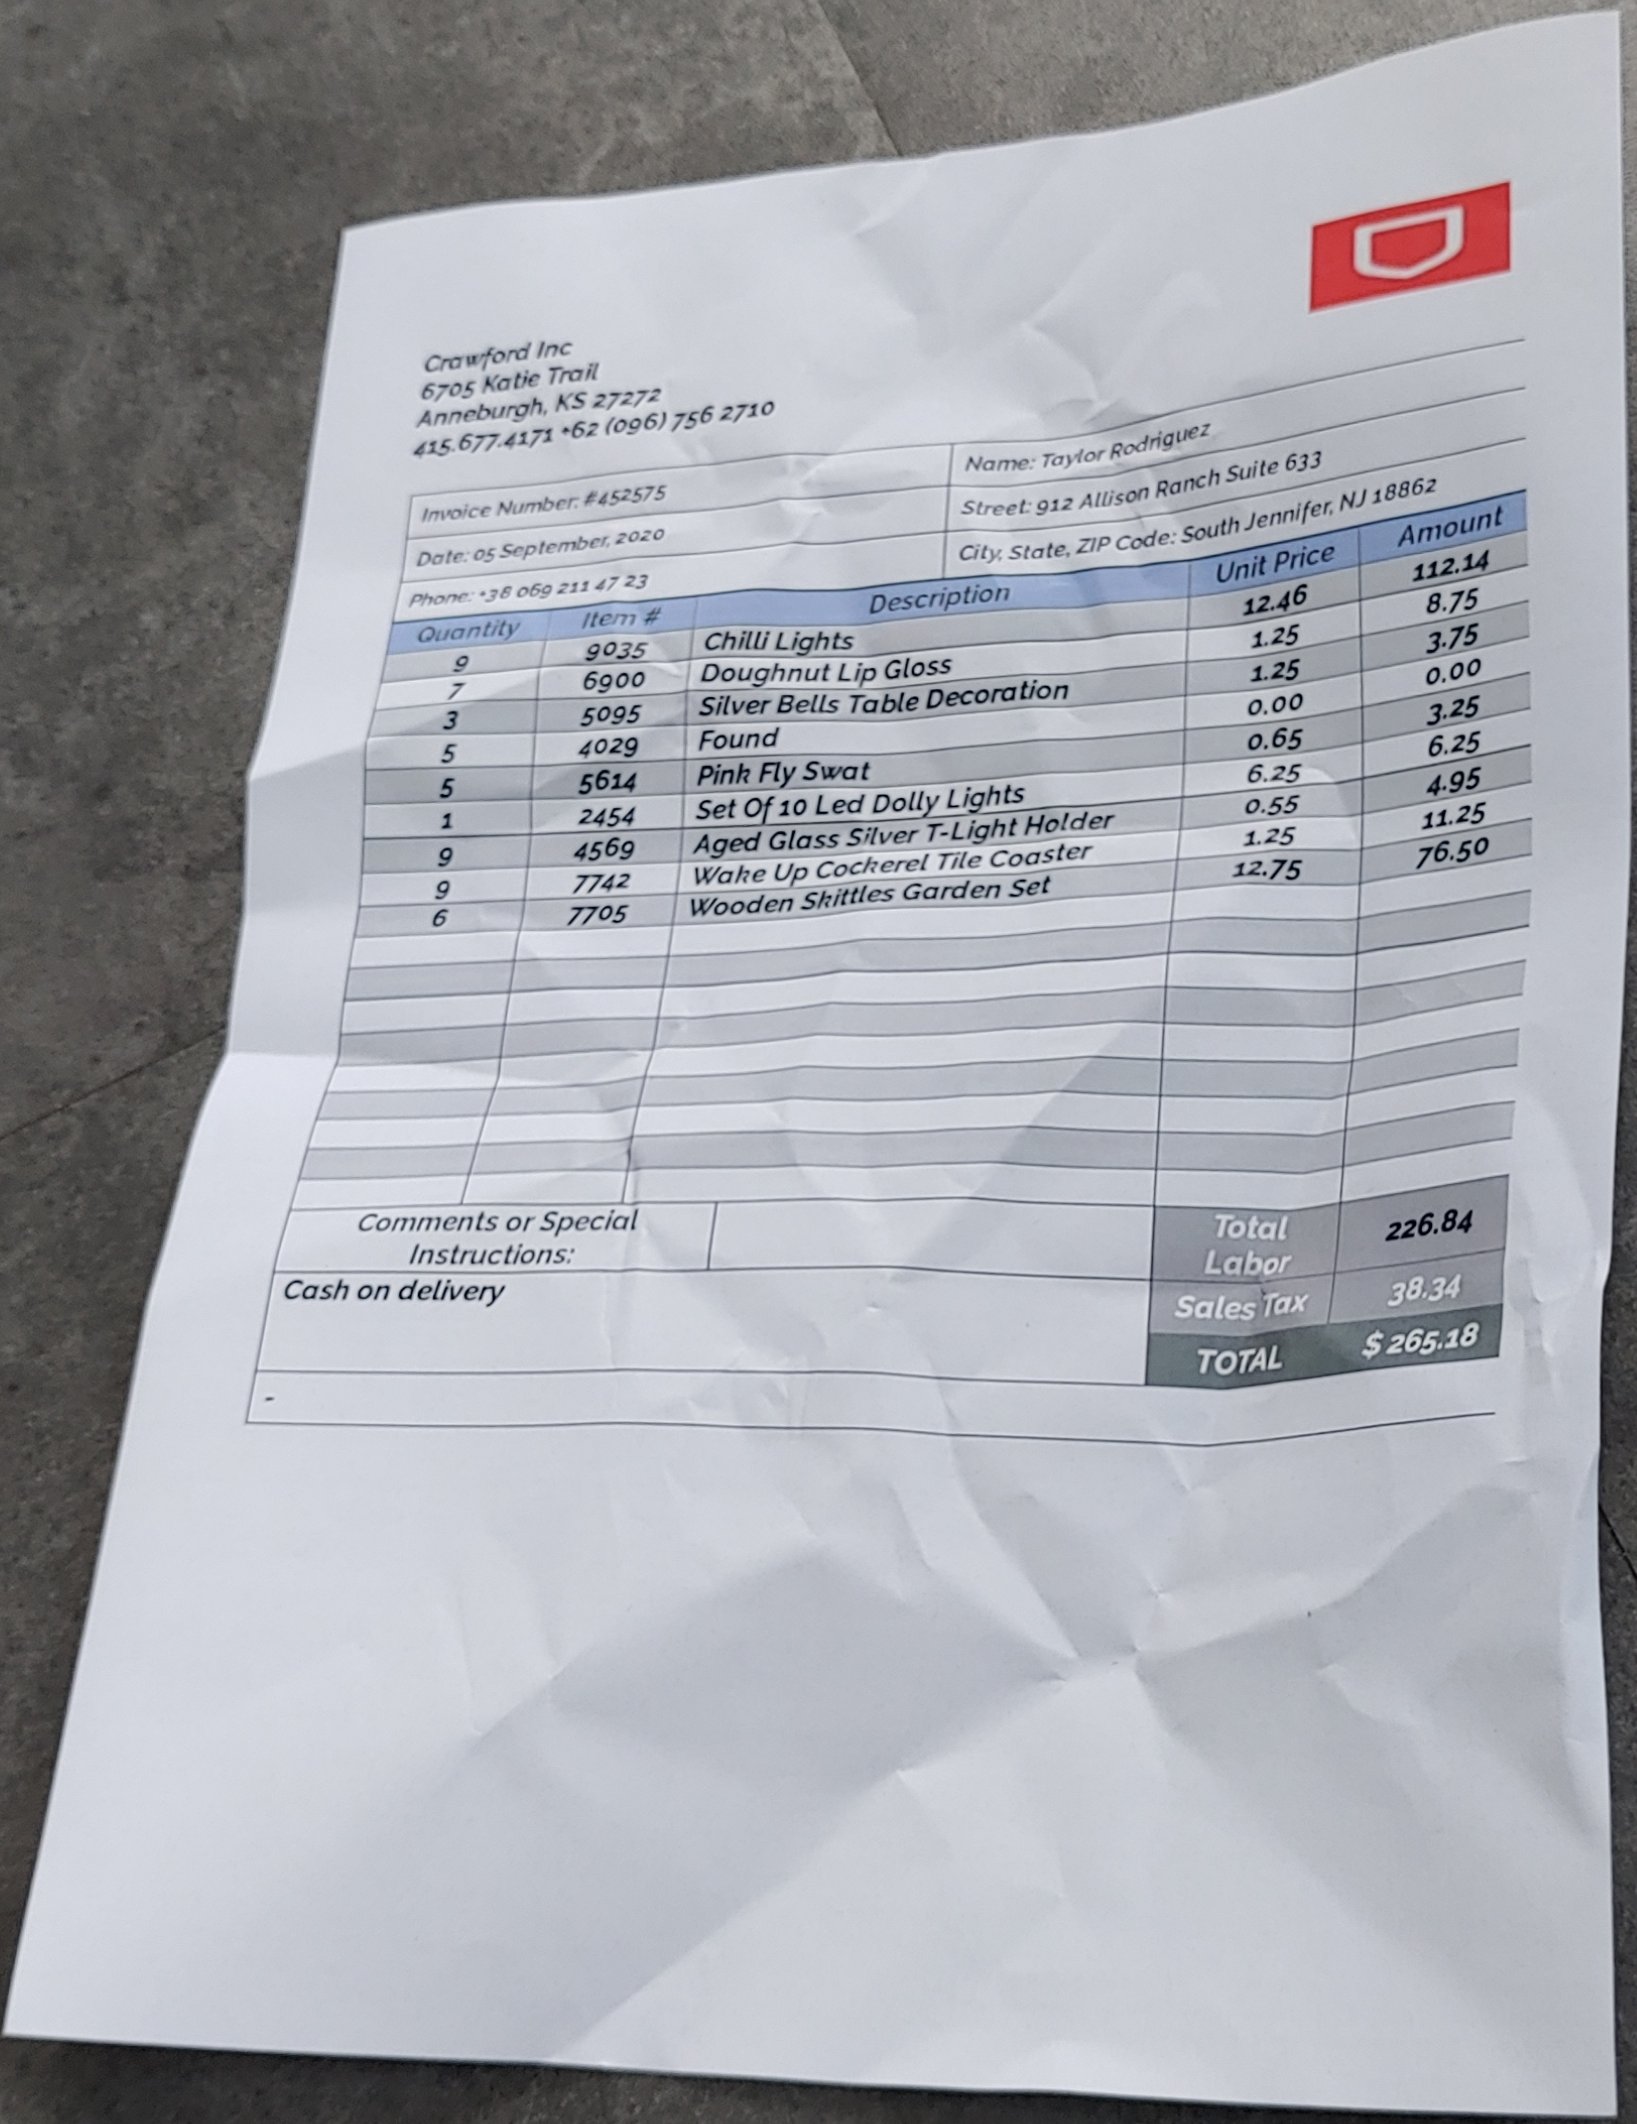 Crawford Inc
6705 Katie Trail
Anneburgh, KS 27272
415.677.4171 +62 (096) 756 2710
Invoice Number: #452575 Name: Taylor Rodriguez
Date: 05 September, 2020 Street: 912 Allison Ranch Suite 633
Phone: +38 069 211 47 23 City, State, ZIP Code: South Jennifer, NJ 18862
Quantity Item # Description Unit Price Amount
9 9035 Chilli Lights 12.46 112.14
7 6900 Doughnut Lip Gloss 1.25 8.75
3 5095 Silver Bells Table Decoration 1.25 3.75
5 4029 Found 0.00 0.00
5 5614 Pink Fly Swat 0.65 3.25
1 2454 Set Of 10 Led Dolly Lights 6.25 6.25
9 4569 Aged Glass Silver T-Light Holder 0.55 4.95
9 7742 Wake Up Cockerel Tile Coaster 1.25 11.25
6 7705 Wooden Skittles Garden Set 12.75 76.50
Comments or Special
Instructions:
Total
Labor 226.84
Cash on delivery
Sales Tax 38.34
TOTAL $ 265.18
-